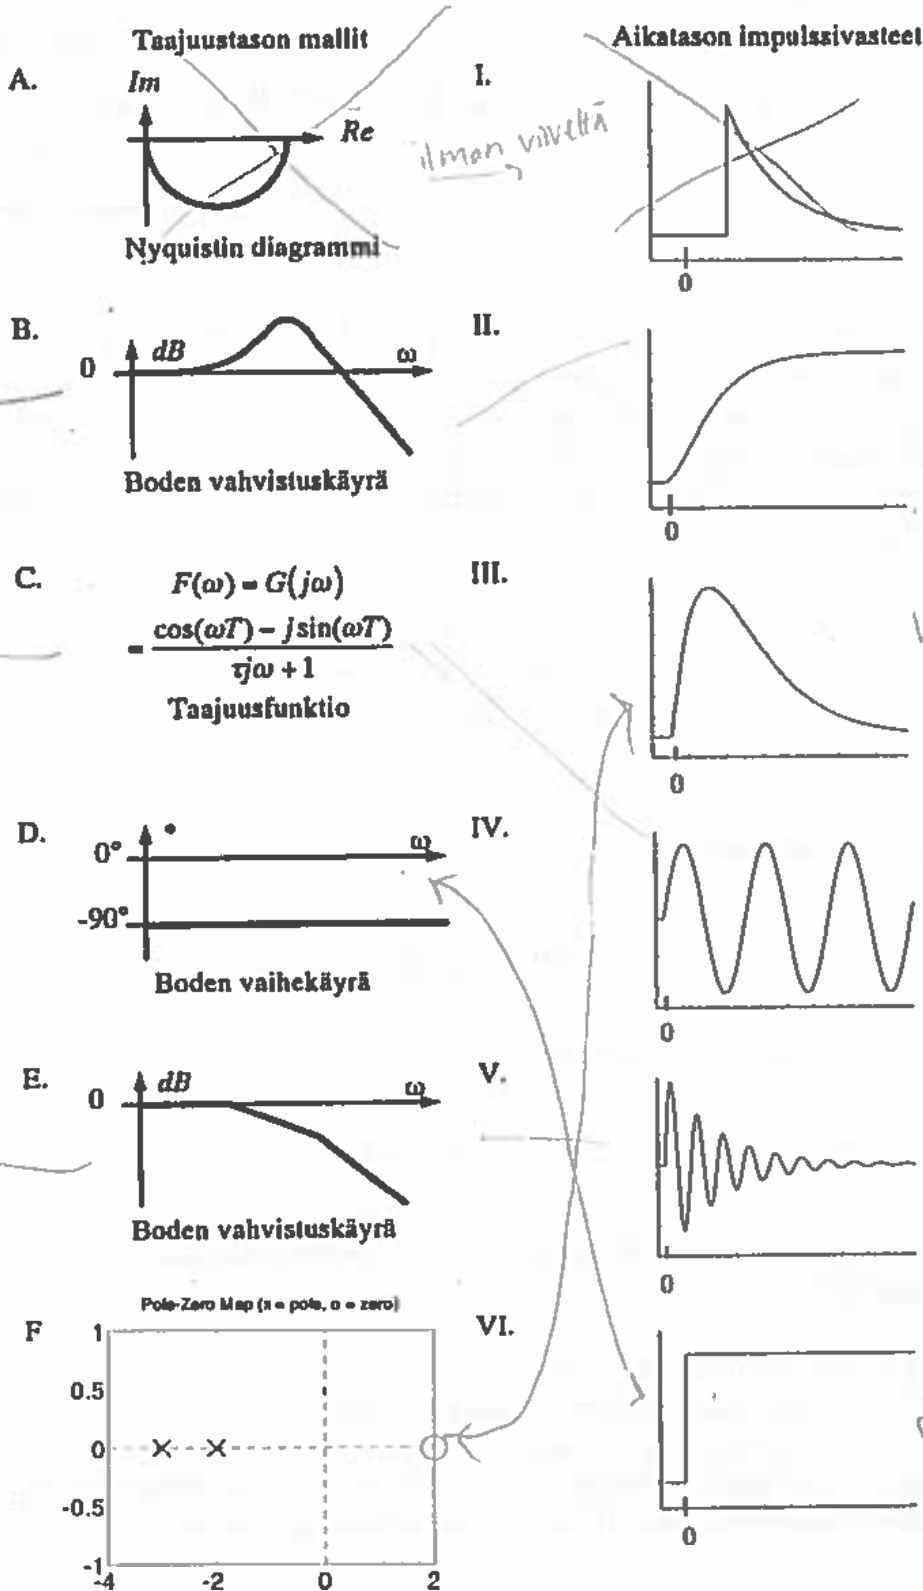 Taajuustason mallit
Aikatason impulssivasteet
A.
Im
Re
Nyquistin diagrammi
ilman viivettä
I.
0
B.
0
dB
ω
Boden vahvistuskäyrä
II.
0
C.
F(ω) = G(jω)
= cos(ωT) - j sin(ωT)
τjω + 1
Taajuusfunktio
III.
0
D.
0°
ω
-90°
Boden vaihekäyrä
IV.
0
E.
0
dB
ω
Boden vahvistuskäyrä
V.
0
F
Pole-Zero Map (x = pole, o = zero)
1
0.5
0
-0.5
-1
-4 -2 0 2
VI.
0